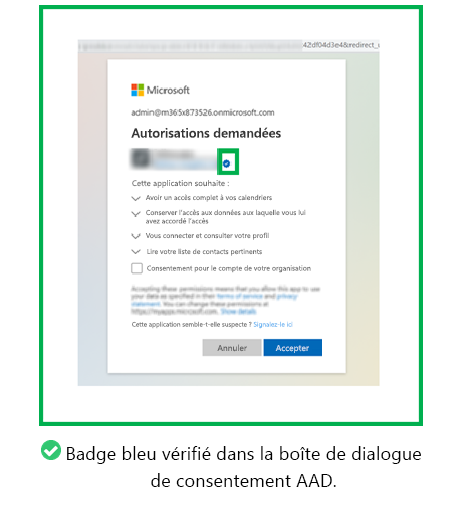 42df04d3e4&redirect_u
Microsoft
admin@m365x873526.onmicrosoft.com
Autorisations demandées
Cette application souhaite :
Avoir un accès complet à vos calendriers
Conserver l'accès aux données aux laquelle vous lui
avez accordé l'accès
Vous connecter et consulter votre profil
Lire votre liste de contacts pertinents
Consentement pour le compte de votre organisation
Accepting these permissions means that you allow this app to use
your data as specified in their terms of service and privacy
statement. You can change these permissions at
https://myapps.microsoft.com. Show details
Cette application semble-t-elle suspecte ? Signalez-le ici
Annuler
Accepter
Badge bleu vérifié dans la boîte de dialogue
de consentement AAD.